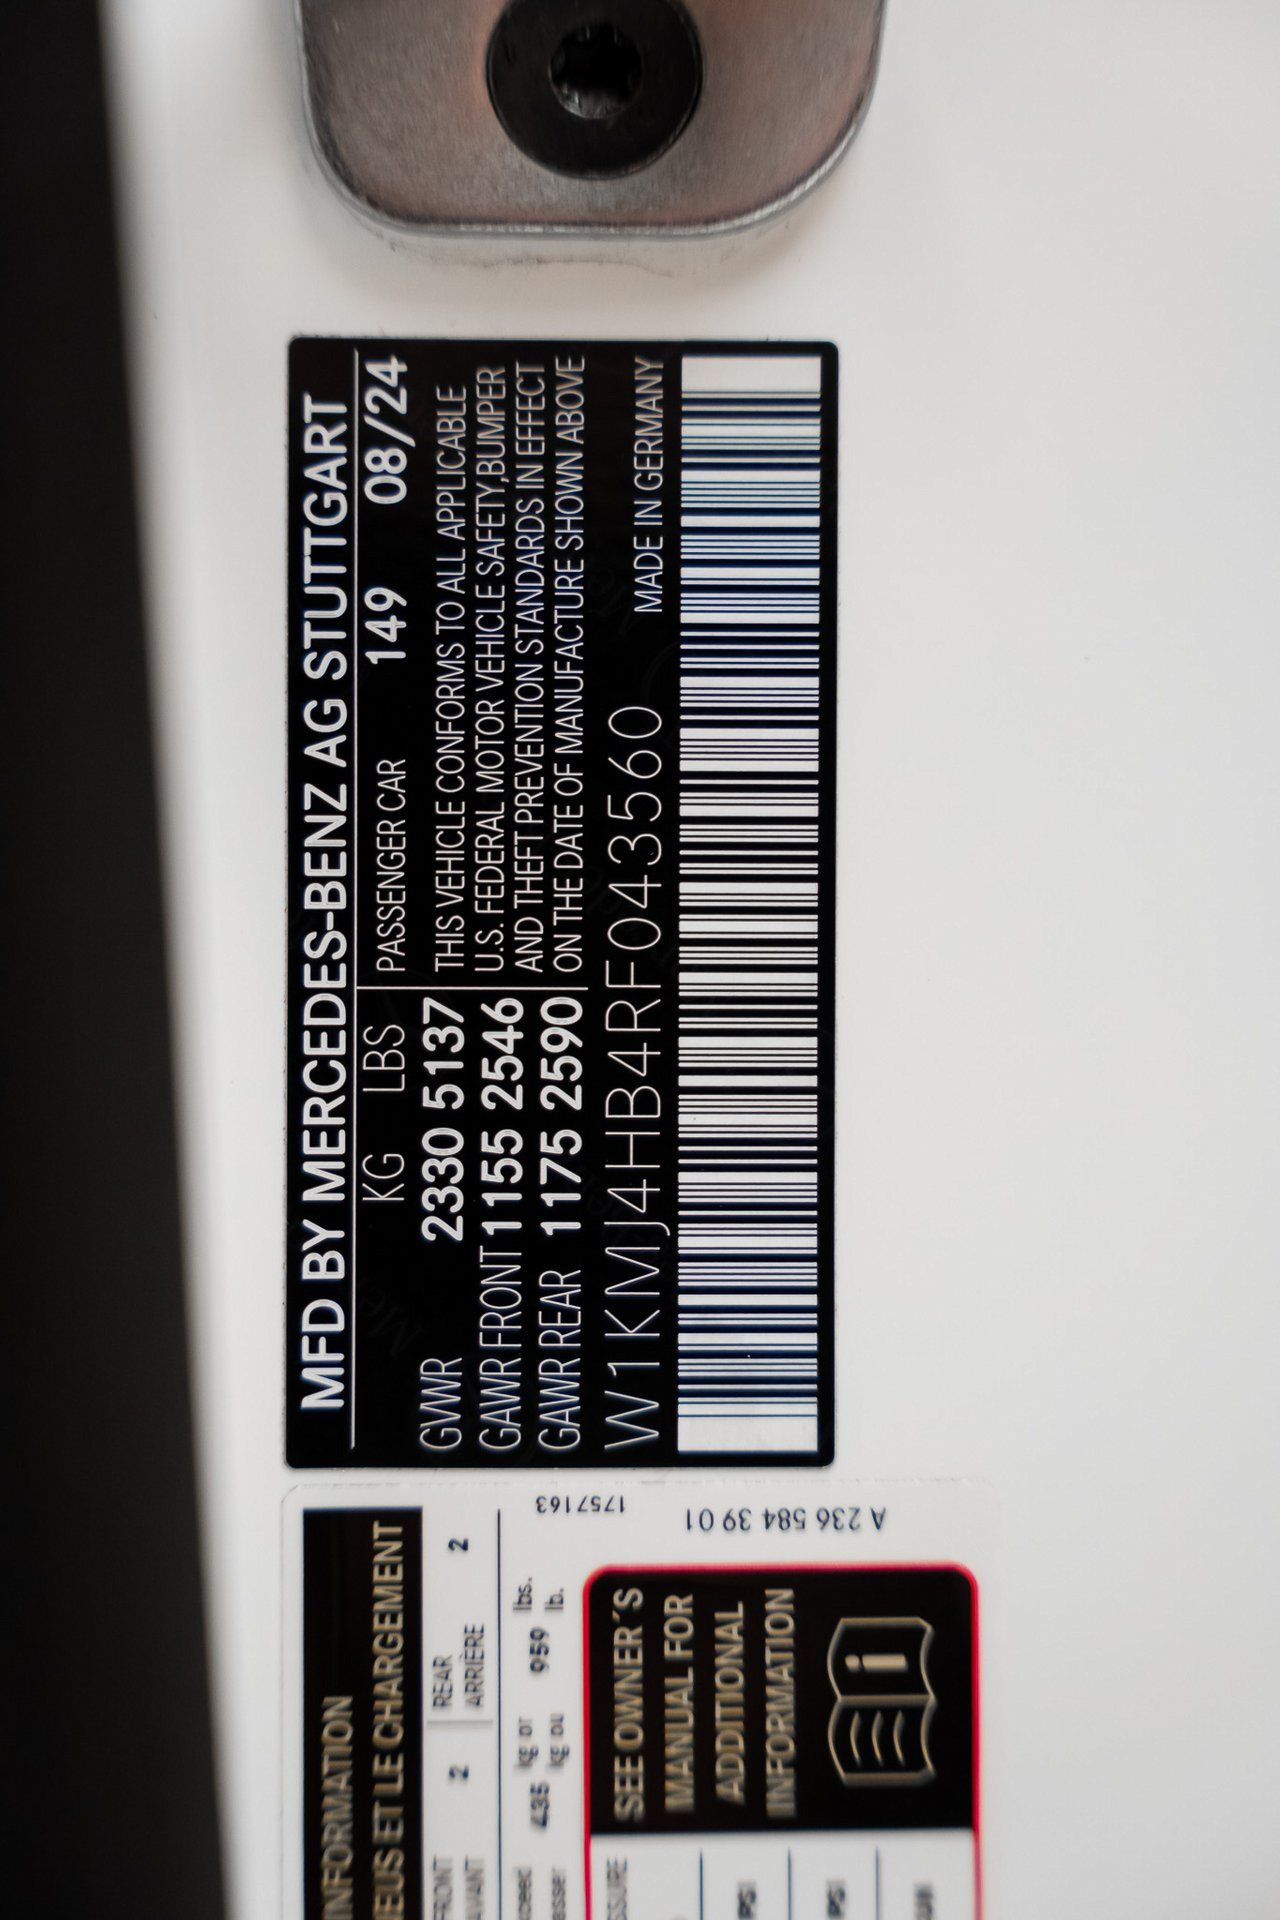 MFD BY MERCEDES-BENZ AG STUTTGART
KG LBS
PASSENGER CAR 149 08/24
GVWR 2330 5137
GAWR FRONT 1155 2546
GAWR REAR 1175 2590
THIS VEHICLE CONFORMS TO ALL APPLICABLE
U.S. FEDERAL MOTOR VEHICLE SAFETY,BUMPER
AND THEFT PREVENTION STANDARDS IN EFFECT
ON THE DATE OF MANUFACTURE SHOWN ABOVE
W1KMJ4HB4RF043560
MADE IN GERMANY
INFORMATION
ET LE CHARGEMENT
FRONT 2 REAR 2
ARRIÈRE
435 kg or 959 lbs.
kg ou lb.
1757163
A 236 584 39 01
SEE OWNER´S
MANUAL FOR
ADDITIONAL
INFORMATION
PSI
PSI